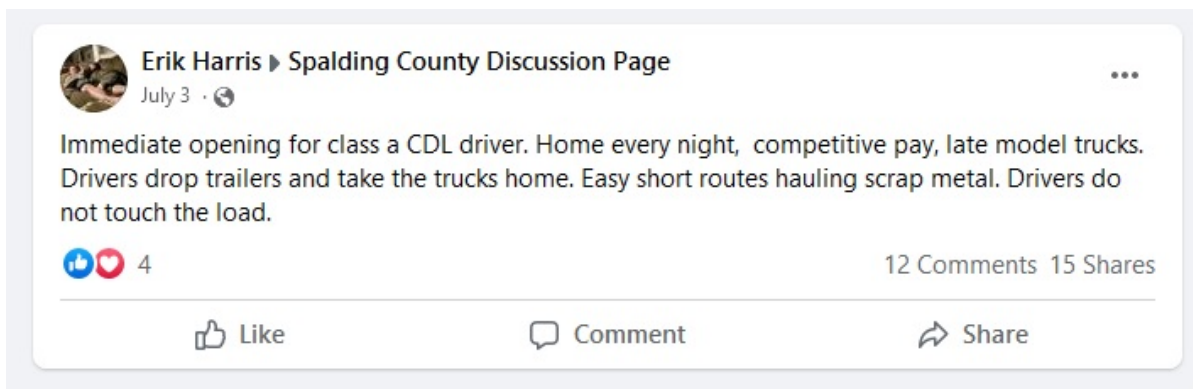 Erik Harris ▸ Spalding County Discussion Page
July 3 ·
Immediate opening for class a CDL driver. Home every night,  competitive pay, late model trucks.
Drivers drop trailers and take the trucks home. Easy short routes hauling scrap metal. Drivers do
not touch the load.
4
12 Comments 15 Shares
Like
Comment
Share